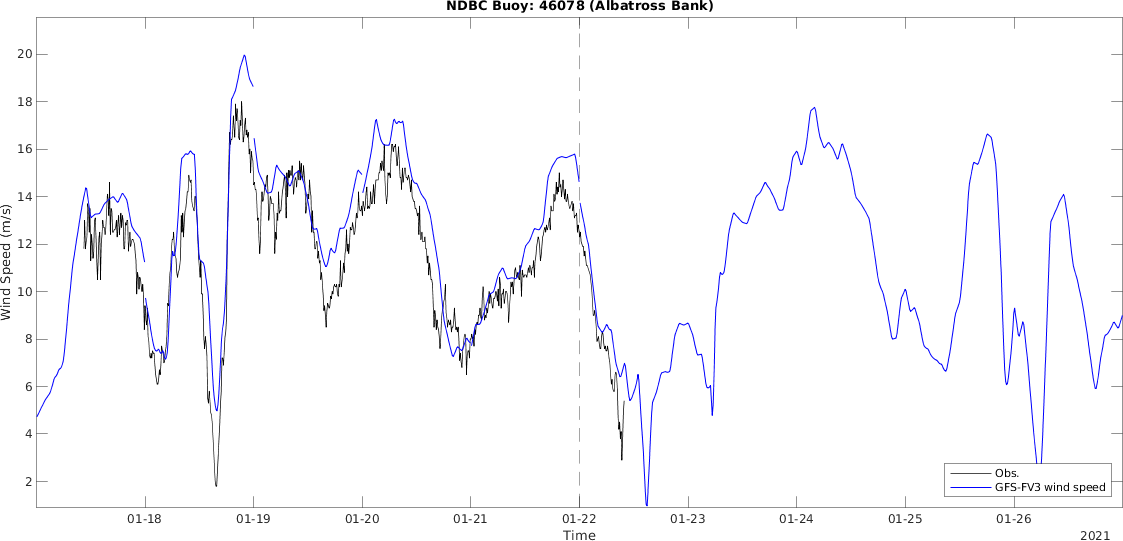 NDBC Buoy: 46078 (Albatross Bank)
Wind Speed (m/s)
20
18
16
14
12
10
8
6
4
2
Obs.
GFS-FV3 wind speed
01-18 01-19 01-20 01-21 01-22 01-23 01-24 01-25 01-26
Time
2021